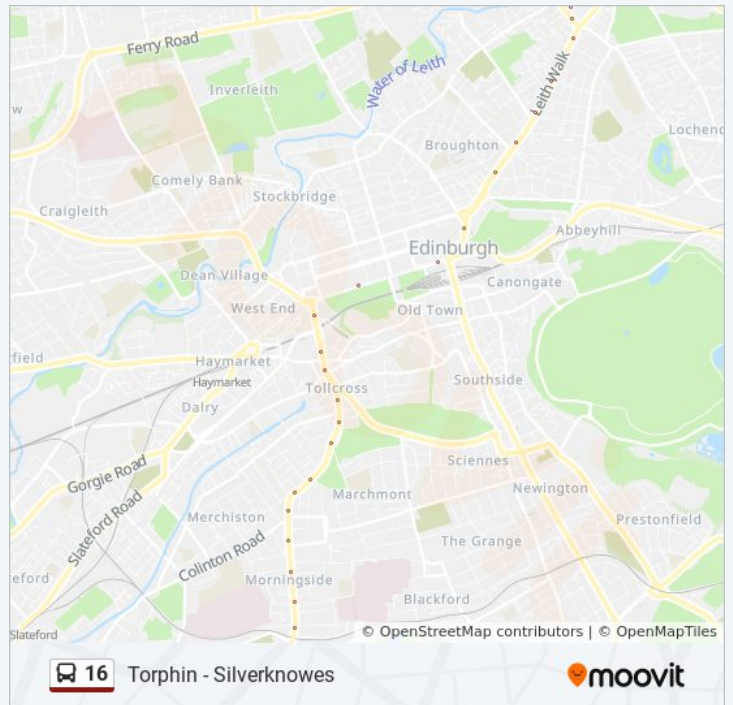 Ferry Road
Inverleith
Water of Leith
Leith Walk
w
Lochend
Broughton
Comely Bank
Stockbridge
Craigleith
Abbeyhill
Edinburgh
Dean Village
Canongate
West End
Old Town
rfield
Haymarket
Haymarket
Tollcross
Southside
Dalry
Gorgie Road
Sciennes
Newington
Marchmont
Slateford Road
Merchiston
Prestonfield
Colinton Road
The Grange
eford
Morningside
Blackford
Slateford
© OpenStreetMap contributors | © OpenMapTiles
16 Torphin - Silverknowes
moovit